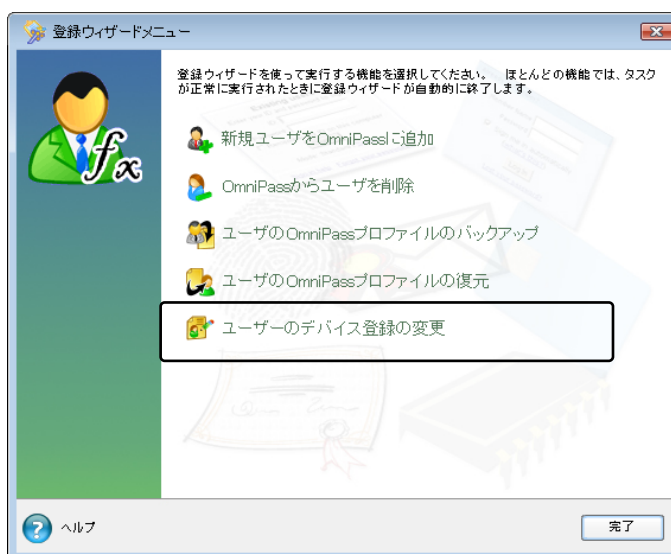 登録ウィザードメニュー
登録ウィザードを使って実行する機能を選択してください。 ほとんどの機能では、タスク
が正常に実行されたときに登録ウィザードが自動的に終了します。
fx
新規ユーザをOmniPassに追加
OmniPassからユーザを削除
ユーザのOmniPassプロファイルのバックアップ
ユーザのOmniPassプロファイルの復元
ユーザーのデバイス登録の変更
ヘルプ
完了